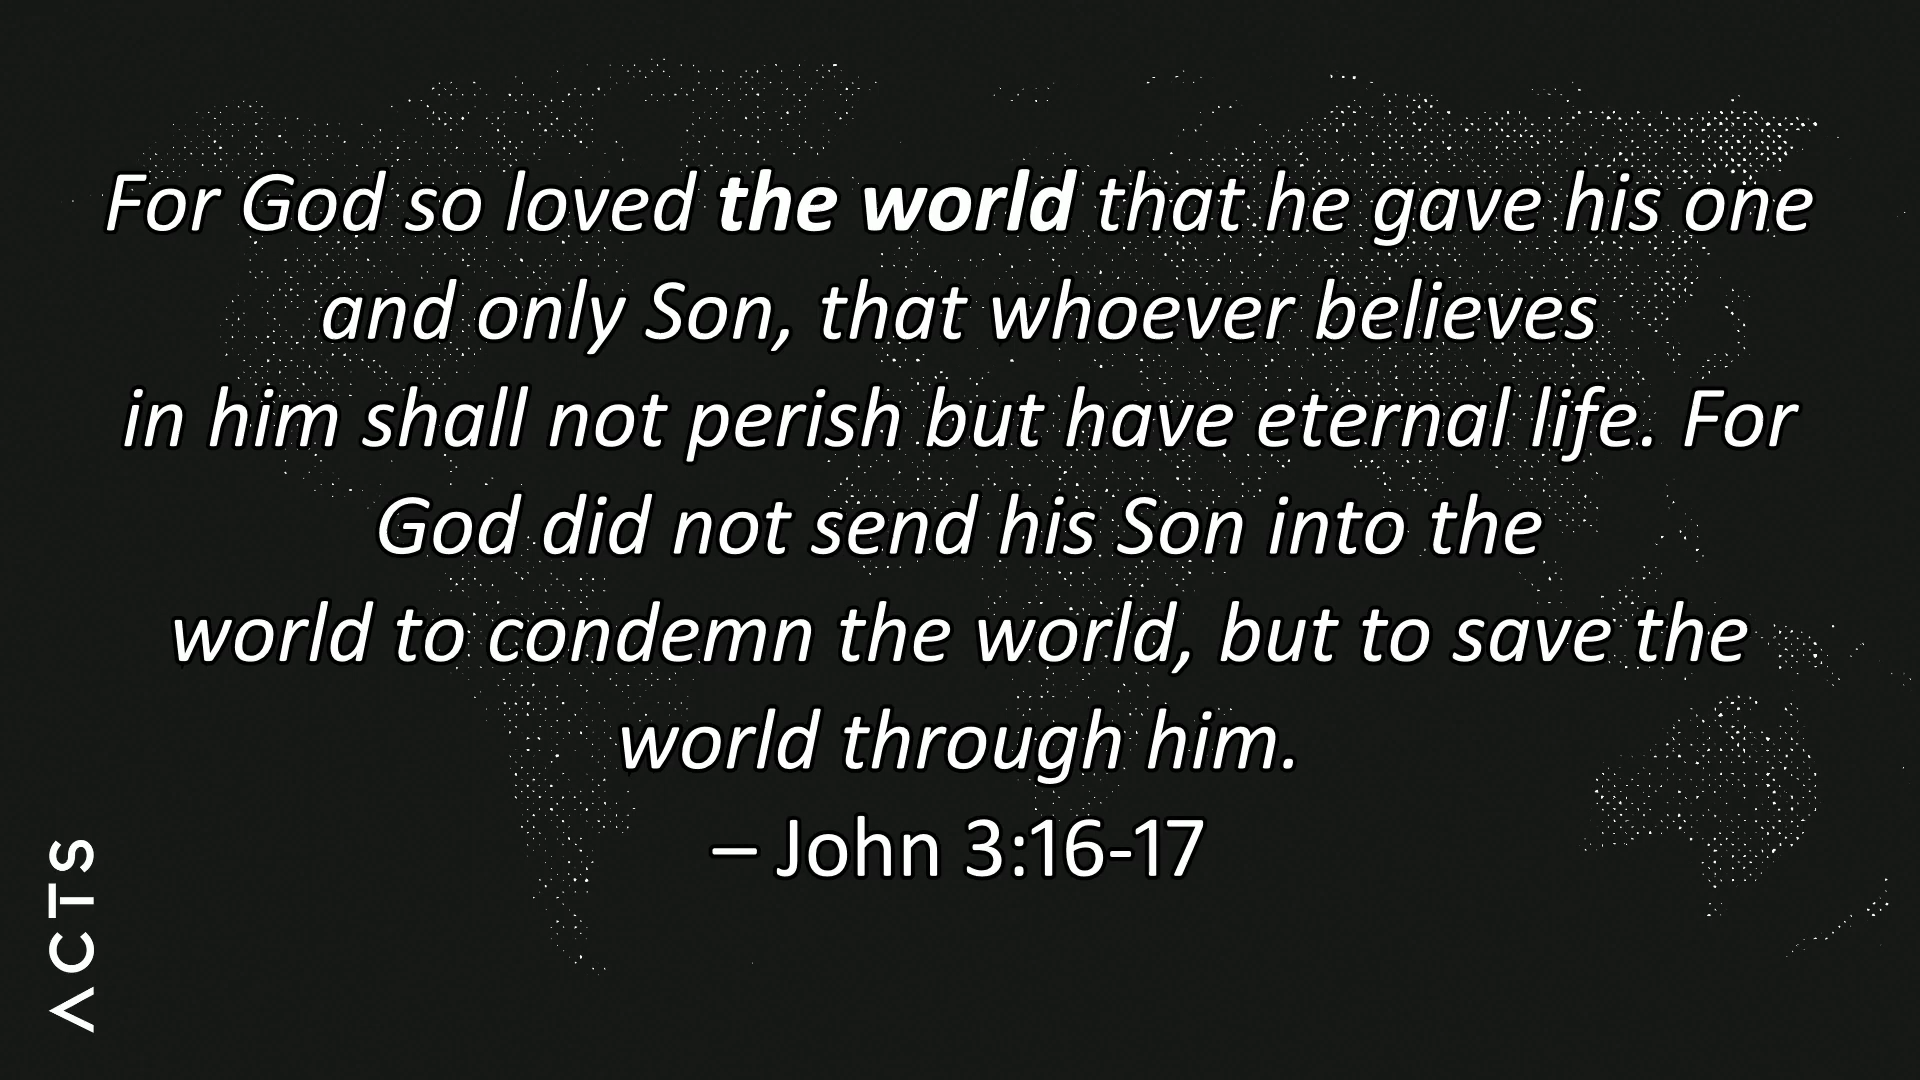 For God so loved the world that he gave his one
and only Son, that whoever believes
in him shall not perish but have eternal life. For
God did not send his Son into the
world to condemn the world, but to save the
world through him.
– John 3:16-17
ACTS